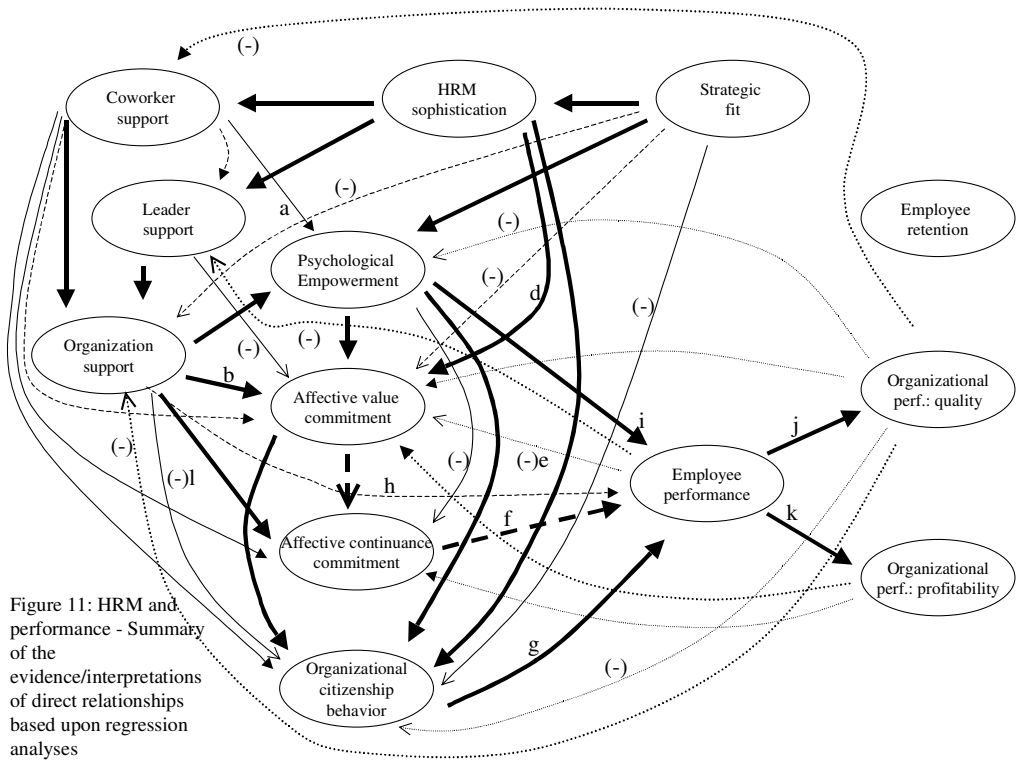 (-)
Coworker
support
HRM
sophistication
Strategic
fit
(-)
Leader
support
a
(-)
Employee
retention
Psychological
Empowerment
(-)
d
(-)
Organization
support
(-)
(-)
b
Affective value
commitment
Organizational
perf.: quality
i
j
(-)
(-)l
h
(-)
(-)e
Employee
performance
k
f
Affective continuance
commitment
Organizational
perf.: profitability
g
(-)
Organizational
citizenship
behavior
Figure 11: HRM and
performance - Summary
of the
evidence/interpretations
of direct relationships
based upon regression
analyses